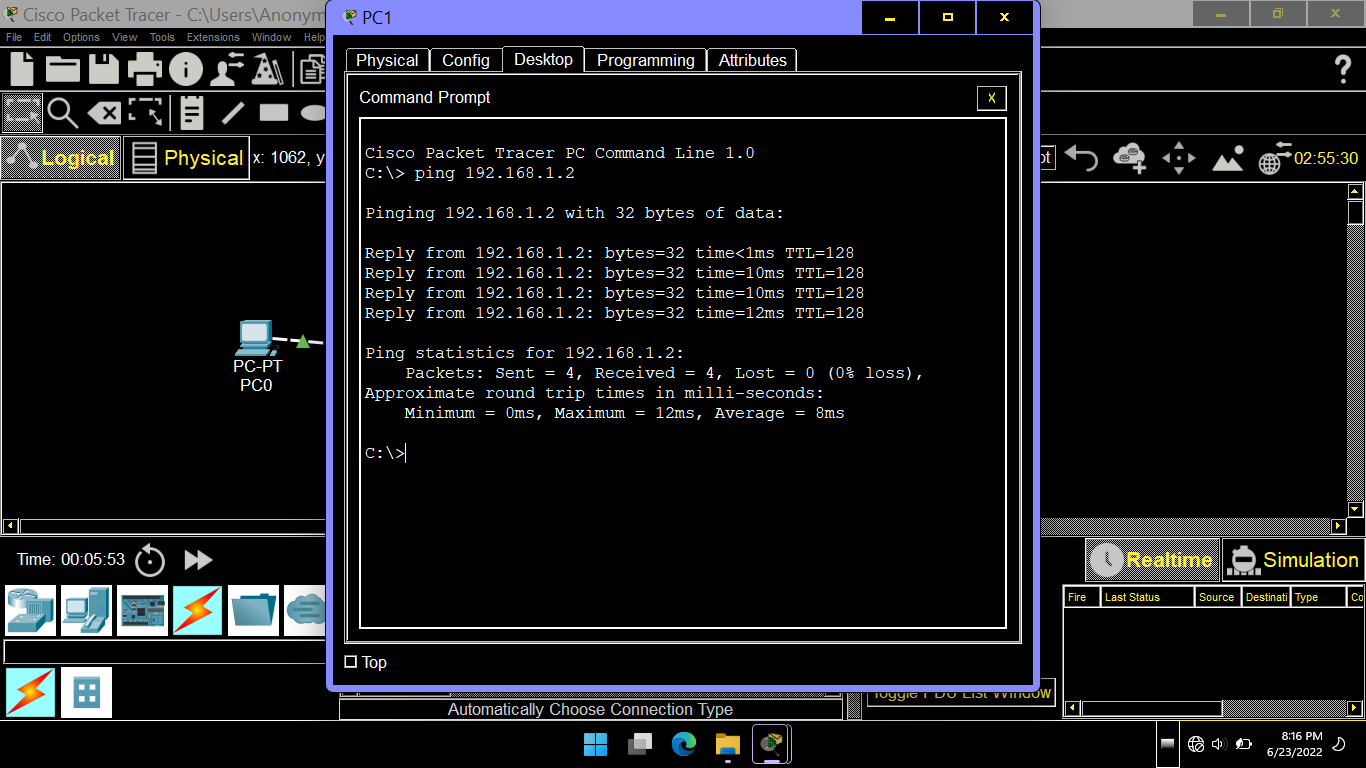 Cisco Packet Tracer - C:\Users\Anonym
PC1
File Edit Options View Tools Extensions Window Help
Physical Config Desktop Programming Attributes
Command Prompt
X
Logical Physical x: 1062, y
02:55:30
Cisco Packet Tracer PC Command Line 1.0
C:\> ping 192.168.1.2
Pinging 192.168.1.2 with 32 bytes of data:
Reply from 192.168.1.2: bytes=32 time<1ms TTL=128
Reply from 192.168.1.2: bytes=32 time=10ms TTL=128
Reply from 192.168.1.2: bytes=32 time=10ms TTL=128
Reply from 192.168.1.2: bytes=32 time=12ms TTL=128
Ping statistics for 192.168.1.2:
Packets: Sent = 4, Received = 4, Lost = 0 (0% loss),
Approximate round trip times in milli-seconds:
Minimum = 0ms, Maximum = 12ms, Average = 8ms
C:\>
PC-PT
PC0
Time: 00:05:53
Realtime Simulation
Fire Last Status Source Destinati Type Co
Top
Toggle PDU List Window
Automatically Choose Connection Type
8:16 PM
6/23/2022